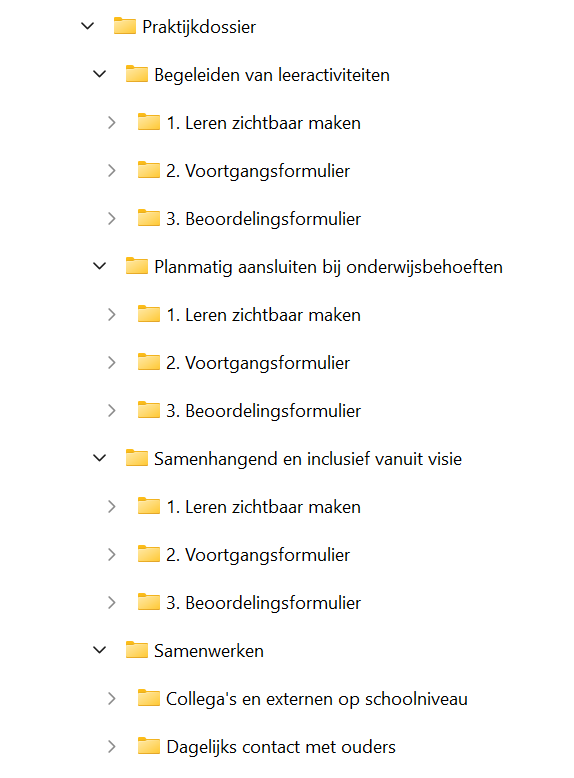 Praktijkdossier
Begeleiden van leeractiviteiten
1. Leren zichtbaar maken
2. Voortgangsformulier
3. Beoordelingsformulier
Planmatig aansluiten bij onderwijsbehoeften
1. Leren zichtbaar maken
2. Voortgangsformulier
3. Beoordelingsformulier
Samenhangend en inclusief vanuit visie
1. Leren zichtbaar maken
2. Voortgangsformulier
3. Beoordelingsformulier
Samenwerken
Collega's en externen op schoolniveau
Dagelijks contact met ouders